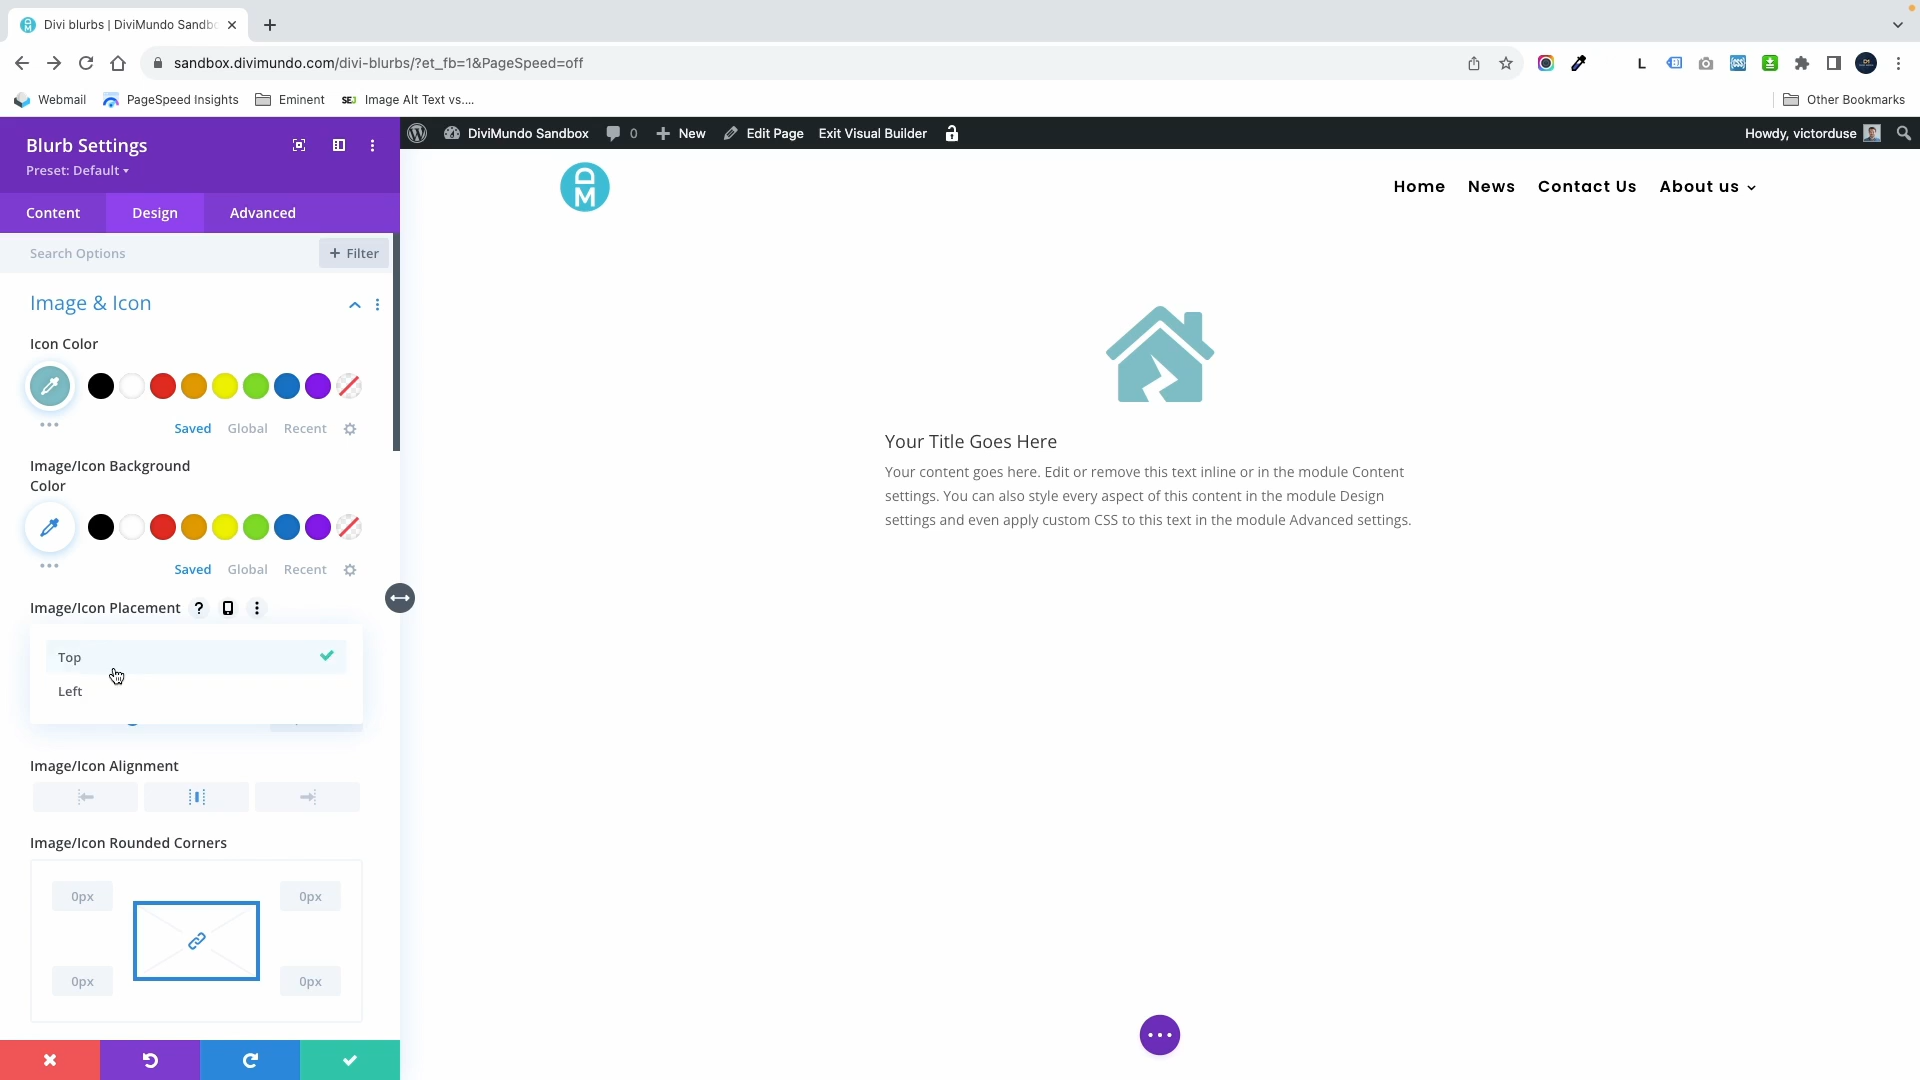 Divi blurbs | DiviMundo Sandb
sandbox.divimundo.com/divi-blurbs/?et_fb=1&PageSpeed=off
L
Webmail
PageSpeed Insights
Eminent
SEJ Image Alt Text vs....
Other Bookmarks
Blurb Settings
Preset: Default
DiviMundo Sandbox
0
New
Edit Page
Exit Visual Builder
Howdy, victorduse
DM
Home
News
Contact Us
About us
Content
Design
Advanced
Search Options
+ Filter
Image & Icon
Icon Color
Saved
Global
Recent
Image/Icon Background
Color
Saved
Global
Recent
Image/Icon Placement ?
Top
Left
Image/Icon Alignment
Image/Icon Rounded Corners
0px
0px
0px
0px
Your Title Goes Here
Your content goes here. Edit or remove this text inline or in the module Content
settings. You can also style every aspect of this content in the module Design
settings and even apply custom CSS to this text in the module Advanced settings.